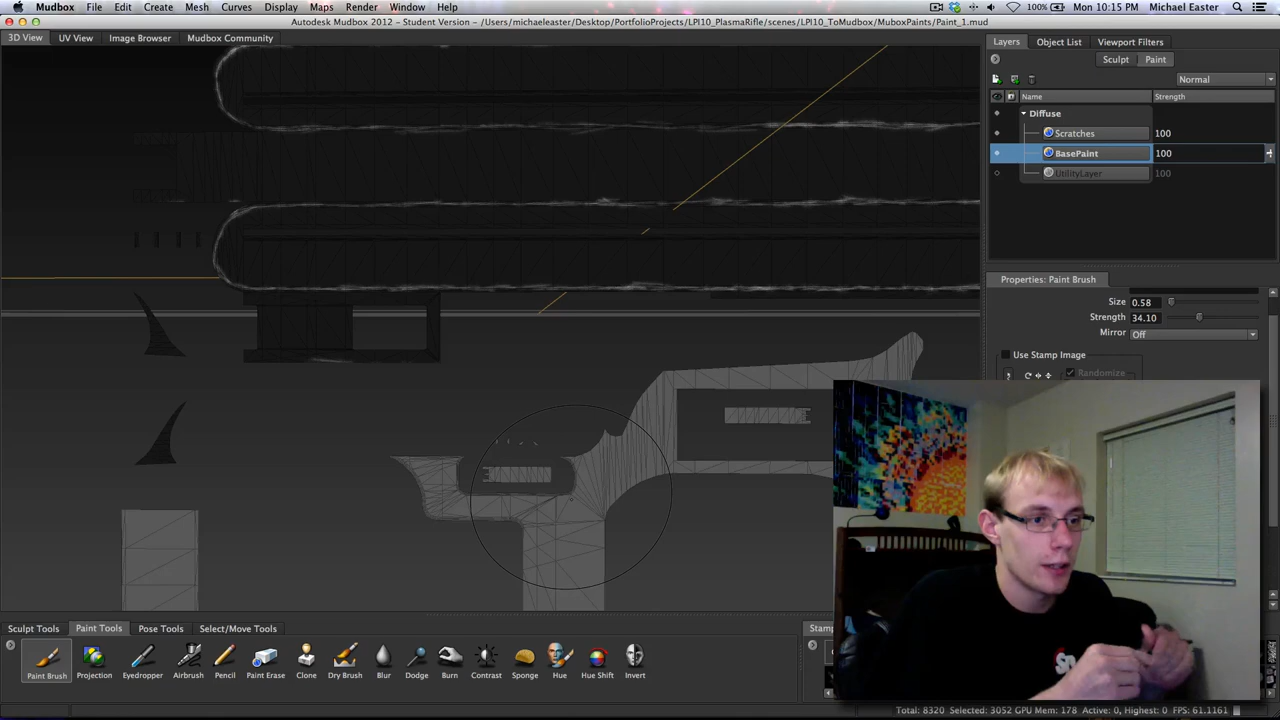 Mudbox File Edit Create Mesh Curves Display Maps Render Window Help 100% Mon 10:15 PM Michael Easter
Autodesk Mudbox 2012 - Student Version - /Users/michaeleaster/Desktop/PortfolioProjects/LPI10_PlasmaRifle/scenes/LPI10_ToMudbox/MuboxPaints/Paint_1.mud
3D View UV View Image Browser Mudbox Community
Layers Object List Viewport Filters
Sculpt Paint
Normal
Name Strength
Diffuse
Scratches 100
BasePaint 100
UtilityLayer 100
Properties: Paint Brush
Size 0.58
Strength 34.10
Mirror Off
Use Stamp Image
Randomize
Sculpt Tools Paint Tools Pose Tools Select/Move Tools
Stamp
Paint Brush Projection Eyedropper Airbrush Pencil Paint Erase Clone Dry Brush Blur Dodge Burn Contrast Sponge Hue Hue Shift Invert
Total: 8320 Selected: 3052 GPU Mem: 178 Active: 0, Highest: 0 FPS: 61.1161